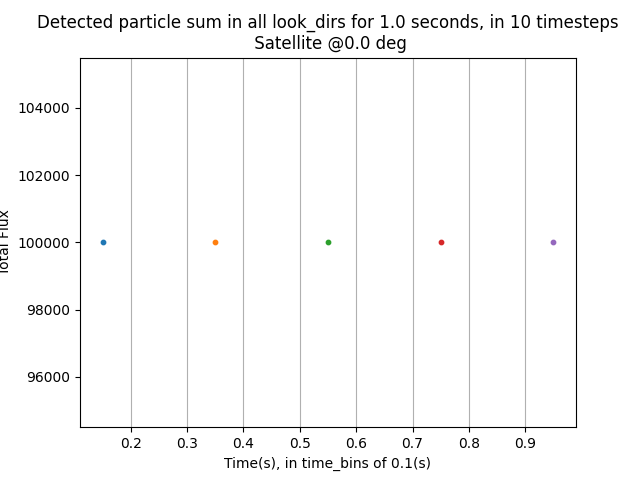 Detected particle sum in all look_dirs for 1.0 seconds, in 10 timesteps
Satellite @0.0 deg
104000
102000
100000
98000
96000
Total Flux
0.2 0.3 0.4 0.5 0.6 0.7 0.8 0.9
Time(s), in time_bins of 0.1(s)